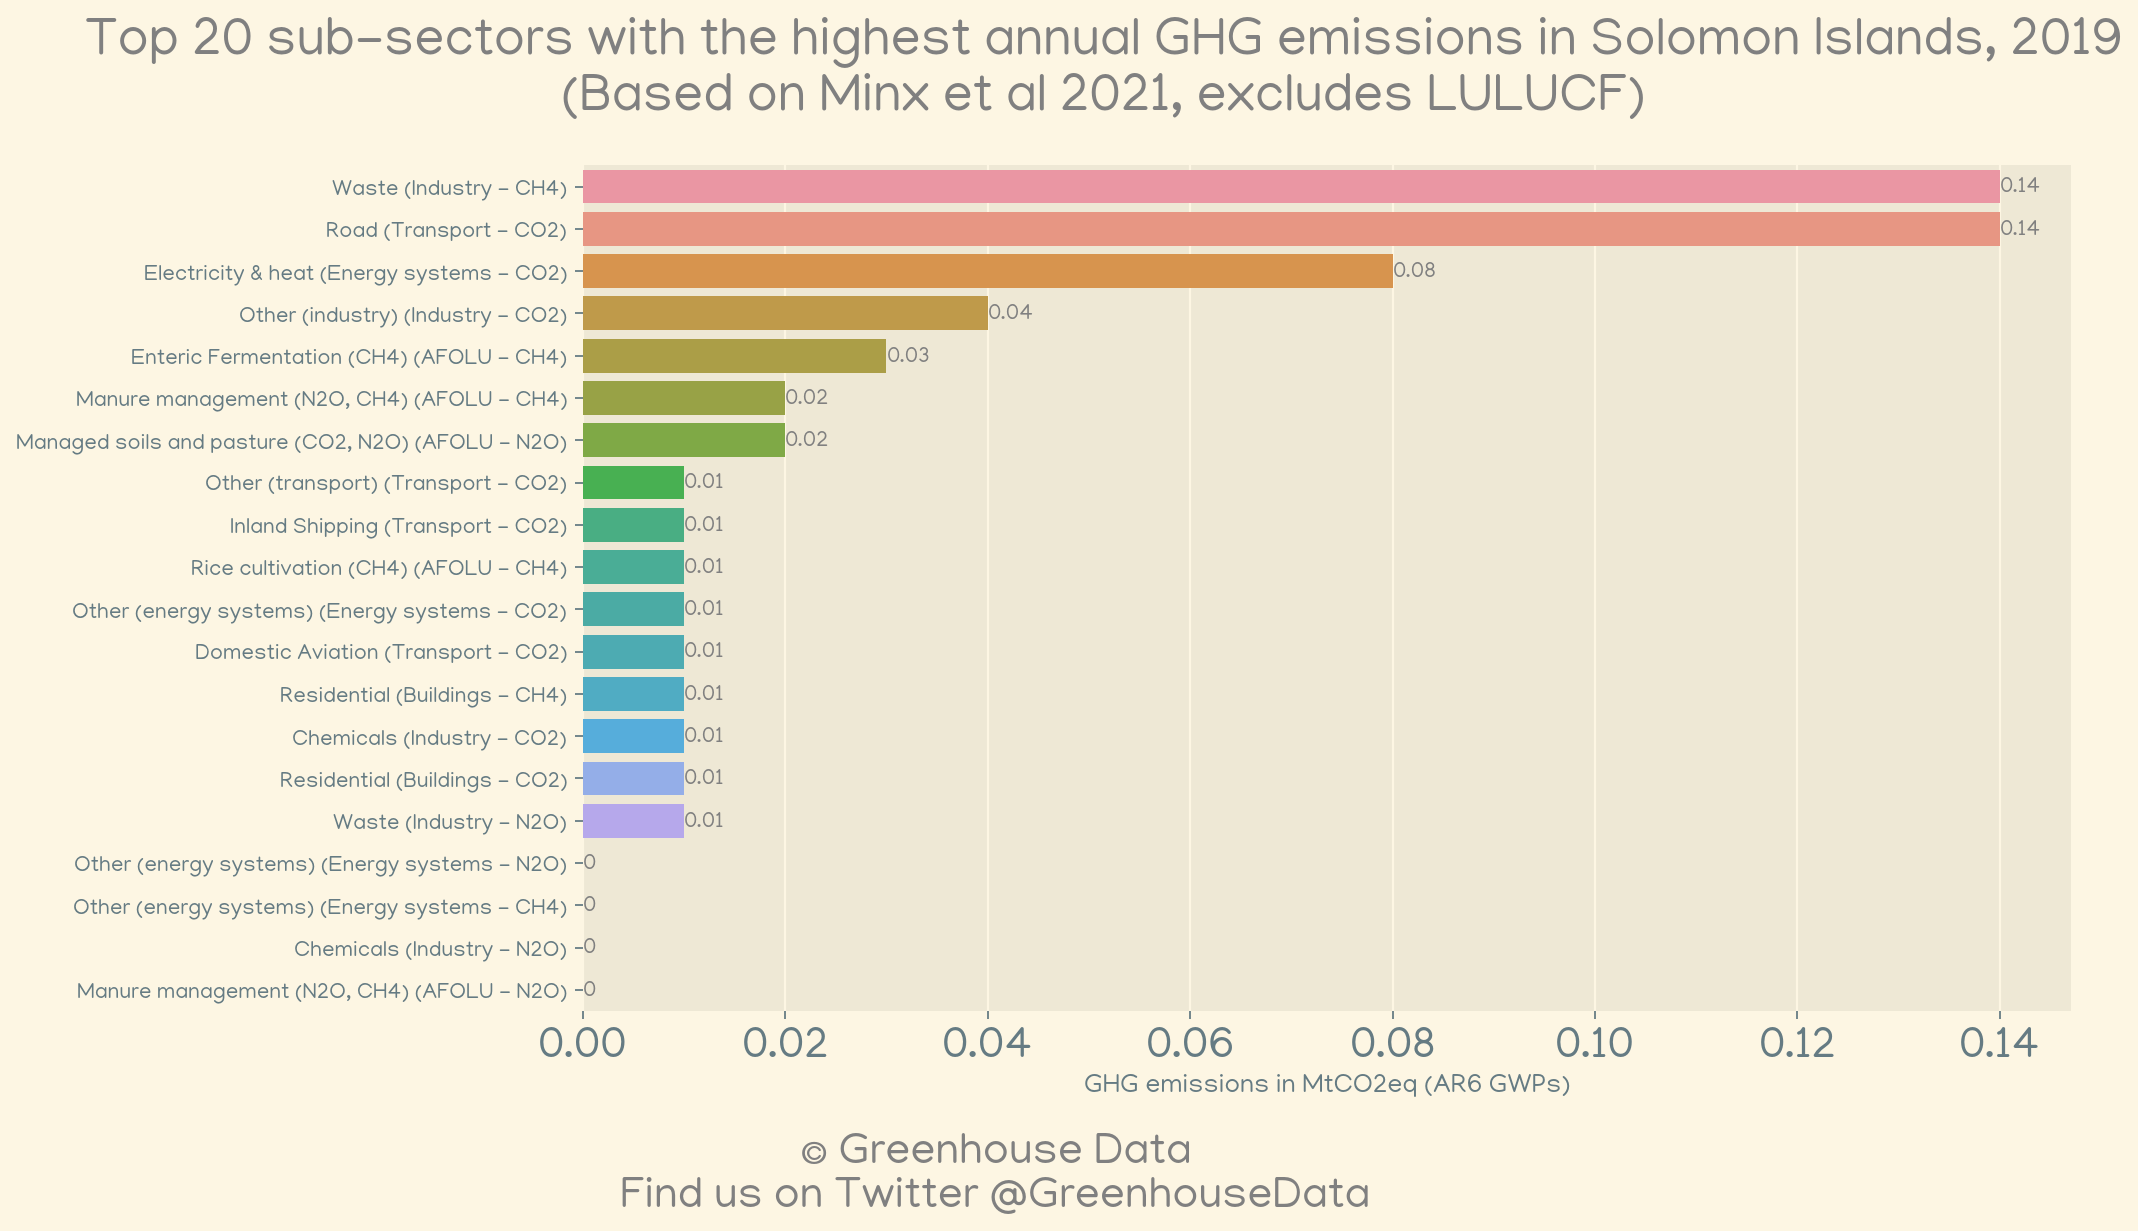 Top 20 sub-sectors with the highest annual GHG emissions in Solomon Islands, 2019
(Based on Minx et al 2021, excludes LULUCF)
Waste (Industry - CH4) 0.14
Road (Transport - CO2) 0.14
Electricity & heat (Energy systems - CO2) 0.08
Other (industry) (Industry - CO2) 0.04
Enteric Fermentation (CH4) (AFOLU - CH4) 0.03
Manure management (N2O, CH4) (AFOLU - CH4) 0.02
Managed soils and pasture (CO2, N2O) (AFOLU - N2O) 0.02
Other (transport) (Transport - CO2) 0.01
Inland Shipping (Transport - CO2) 0.01
Rice cultivation (CH4) (AFOLU - CH4) 0.01
Other (energy systems) (Energy systems - CO2) 0.01
Domestic Aviation (Transport - CO2) 0.01
Residential (Buildings - CH4) 0.01
Chemicals (Industry - CO2) 0.01
Residential (Buildings - CO2) 0.01
Waste (Industry - N2O) 0.01
Other (energy systems) (Energy systems - N2O) 0
Other (energy systems) (Energy systems - CH4) 0
Chemicals (Industry - N2O) 0
Manure management (N2O, CH4) (AFOLU - N2O) 0
0.00 0.02 0.04 0.06 0.08 0.10 0.12 0.14
GHG emissions in MtCO2eq (AR6 GWPs)
© Greenhouse Data
Find us on Twitter @GreenhouseData